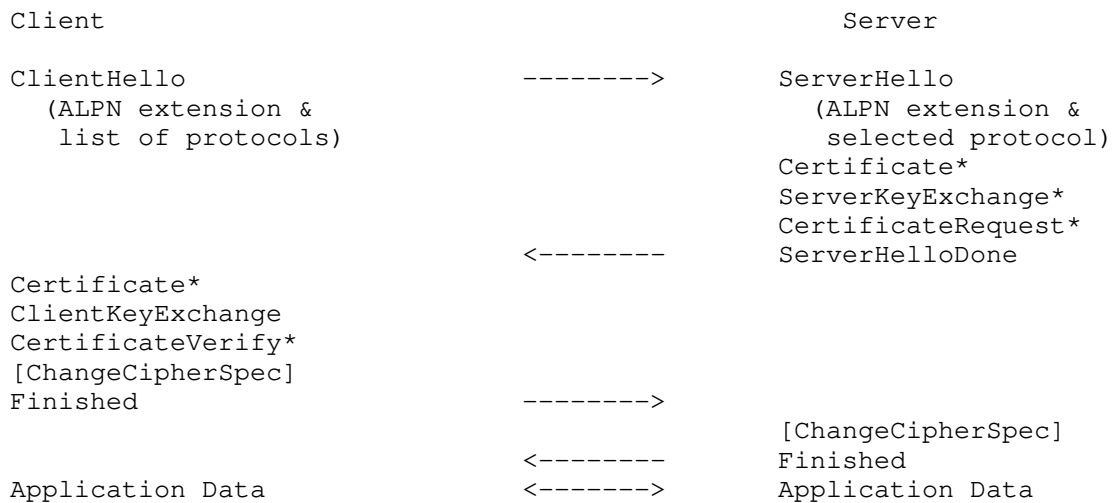 Client                                               Server

ClientHello                     -------->       ServerHello
  (ALPN extension &                               (ALPN extension &
   list of protocols)                              selected protocol)
                                                Certificate*
                                                ServerKeyExchange*
                                                CertificateRequest*
                                <--------       ServerHelloDone
Certificate*
ClientKeyExchange
CertificateVerify*
[ChangeCipherSpec]
Finished                        -------->
                                                [ChangeCipherSpec]
                                <--------       Finished
Application Data                <------->       Application Data